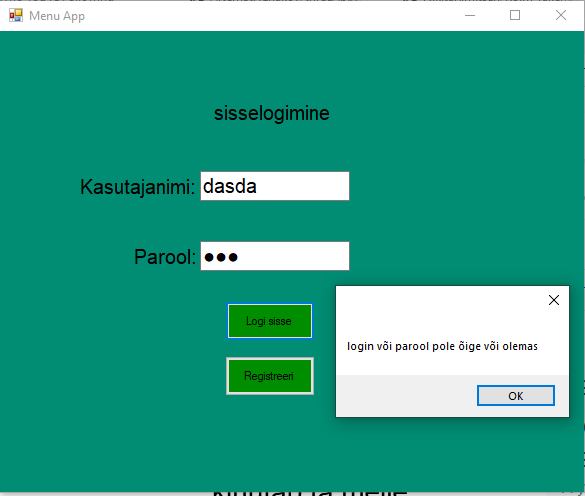 Menu App
sisselogimine
Kasutajanimi: dasda
Parool: ●●●
Logi sisse
login või parool pole õige või olemas
Registreeri
OK